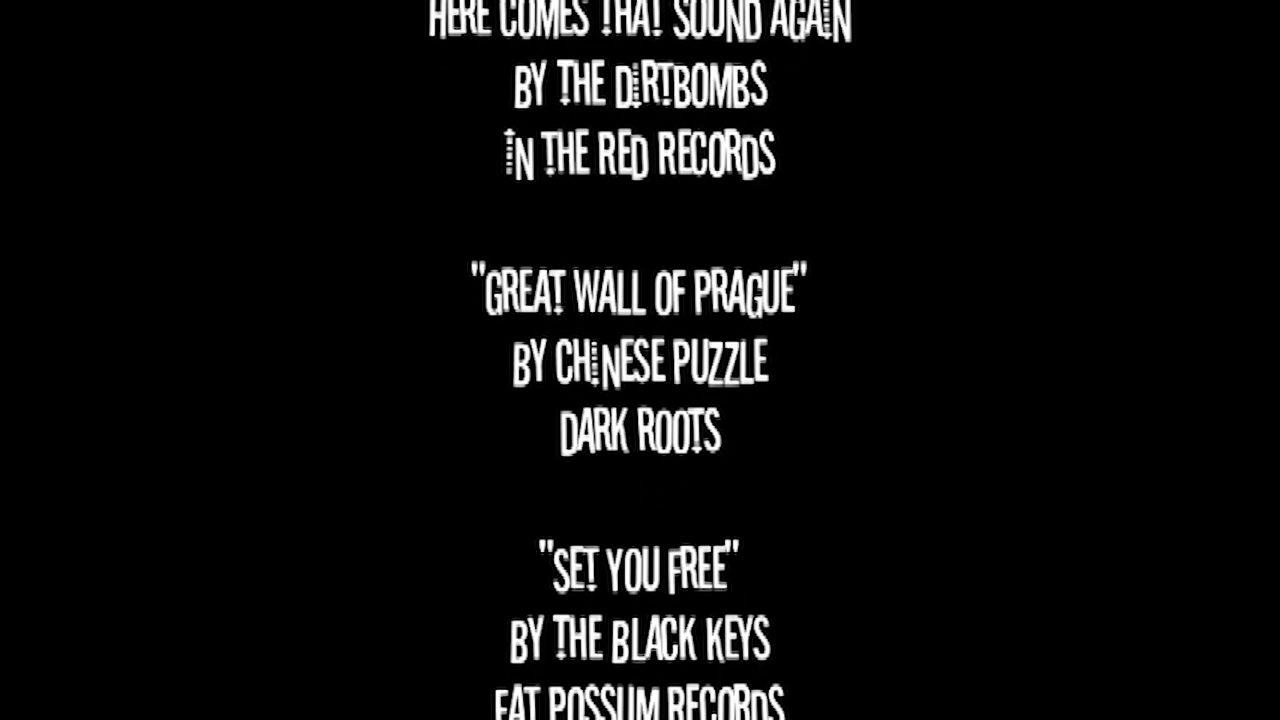 HERE COMES THAT SOUND AGAIN
BY THE DIRTBOMBS
IN THE RED RECORDS
"GREAT WALL OF PRAGUE"
BY CHINESE PUZZLE
DARK ROOTS
"SET YOU FREE"
BY THE BLACK KEYS
FAT POSSUM RECORDS